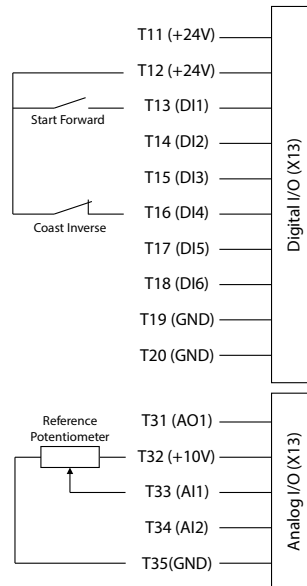 T11 (+24V)
T12 (+24V)
T13 (DI1)
Start Forward
T14 (DI2)
T15 (DI3)
T16 (DI4)
Coast Inverse
T17 (DI5)
T18 (DI6)
T19 (GND)
T20 (GND)
Digital I/O (X13)
T31 (AO1)
Reference
Potentiometer
T32 (+10V)
T33 (AI1)
T34 (AI2)
T35(GND)
Analog I/O (X13)